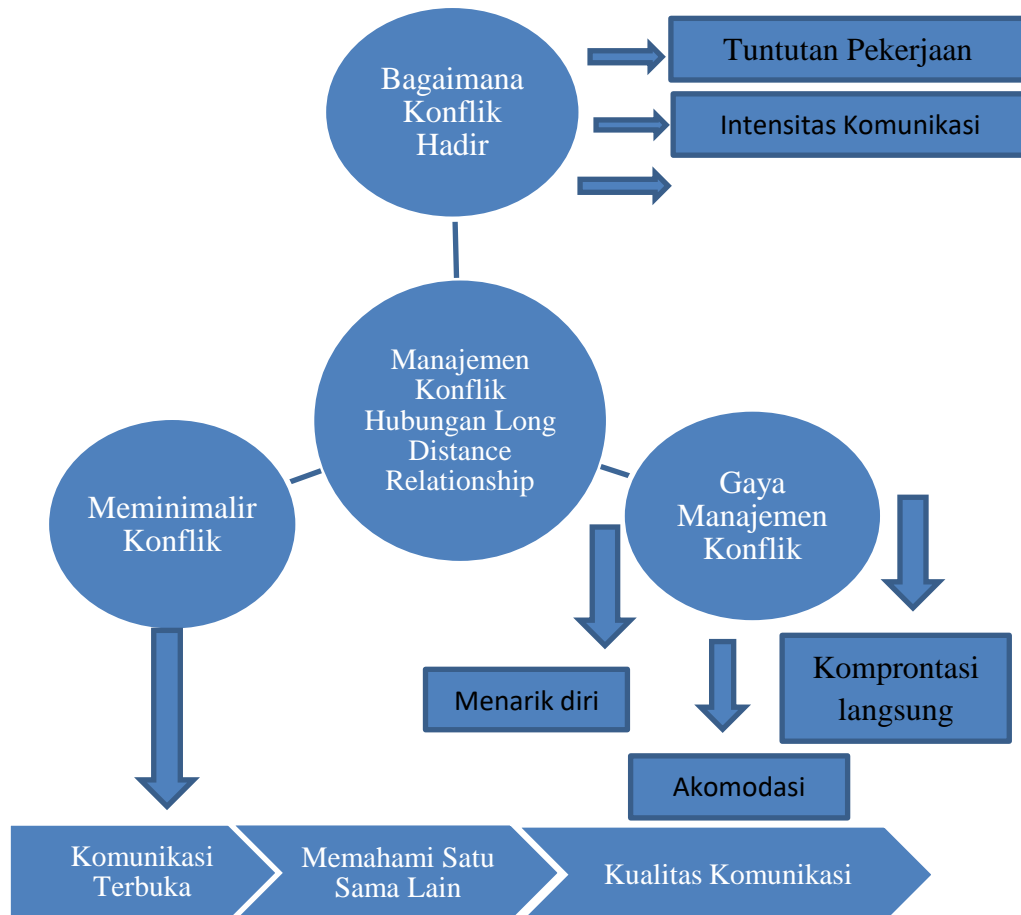 Bagaimana
Konflik
Hadir
Tuntutan Pekerjaan
Intensitas Komunikasi
Manajemen
Konflik
Hubungan Long
Distance
Relationship
Meminimalir
Konflik
Gaya
Manajemen
Konflik
Menarik diri
Akomodasi
Komprontasi
langsung
Komunikasi
Terbuka
Memahami Satu
Sama Lain
Kualitas Komunikasi